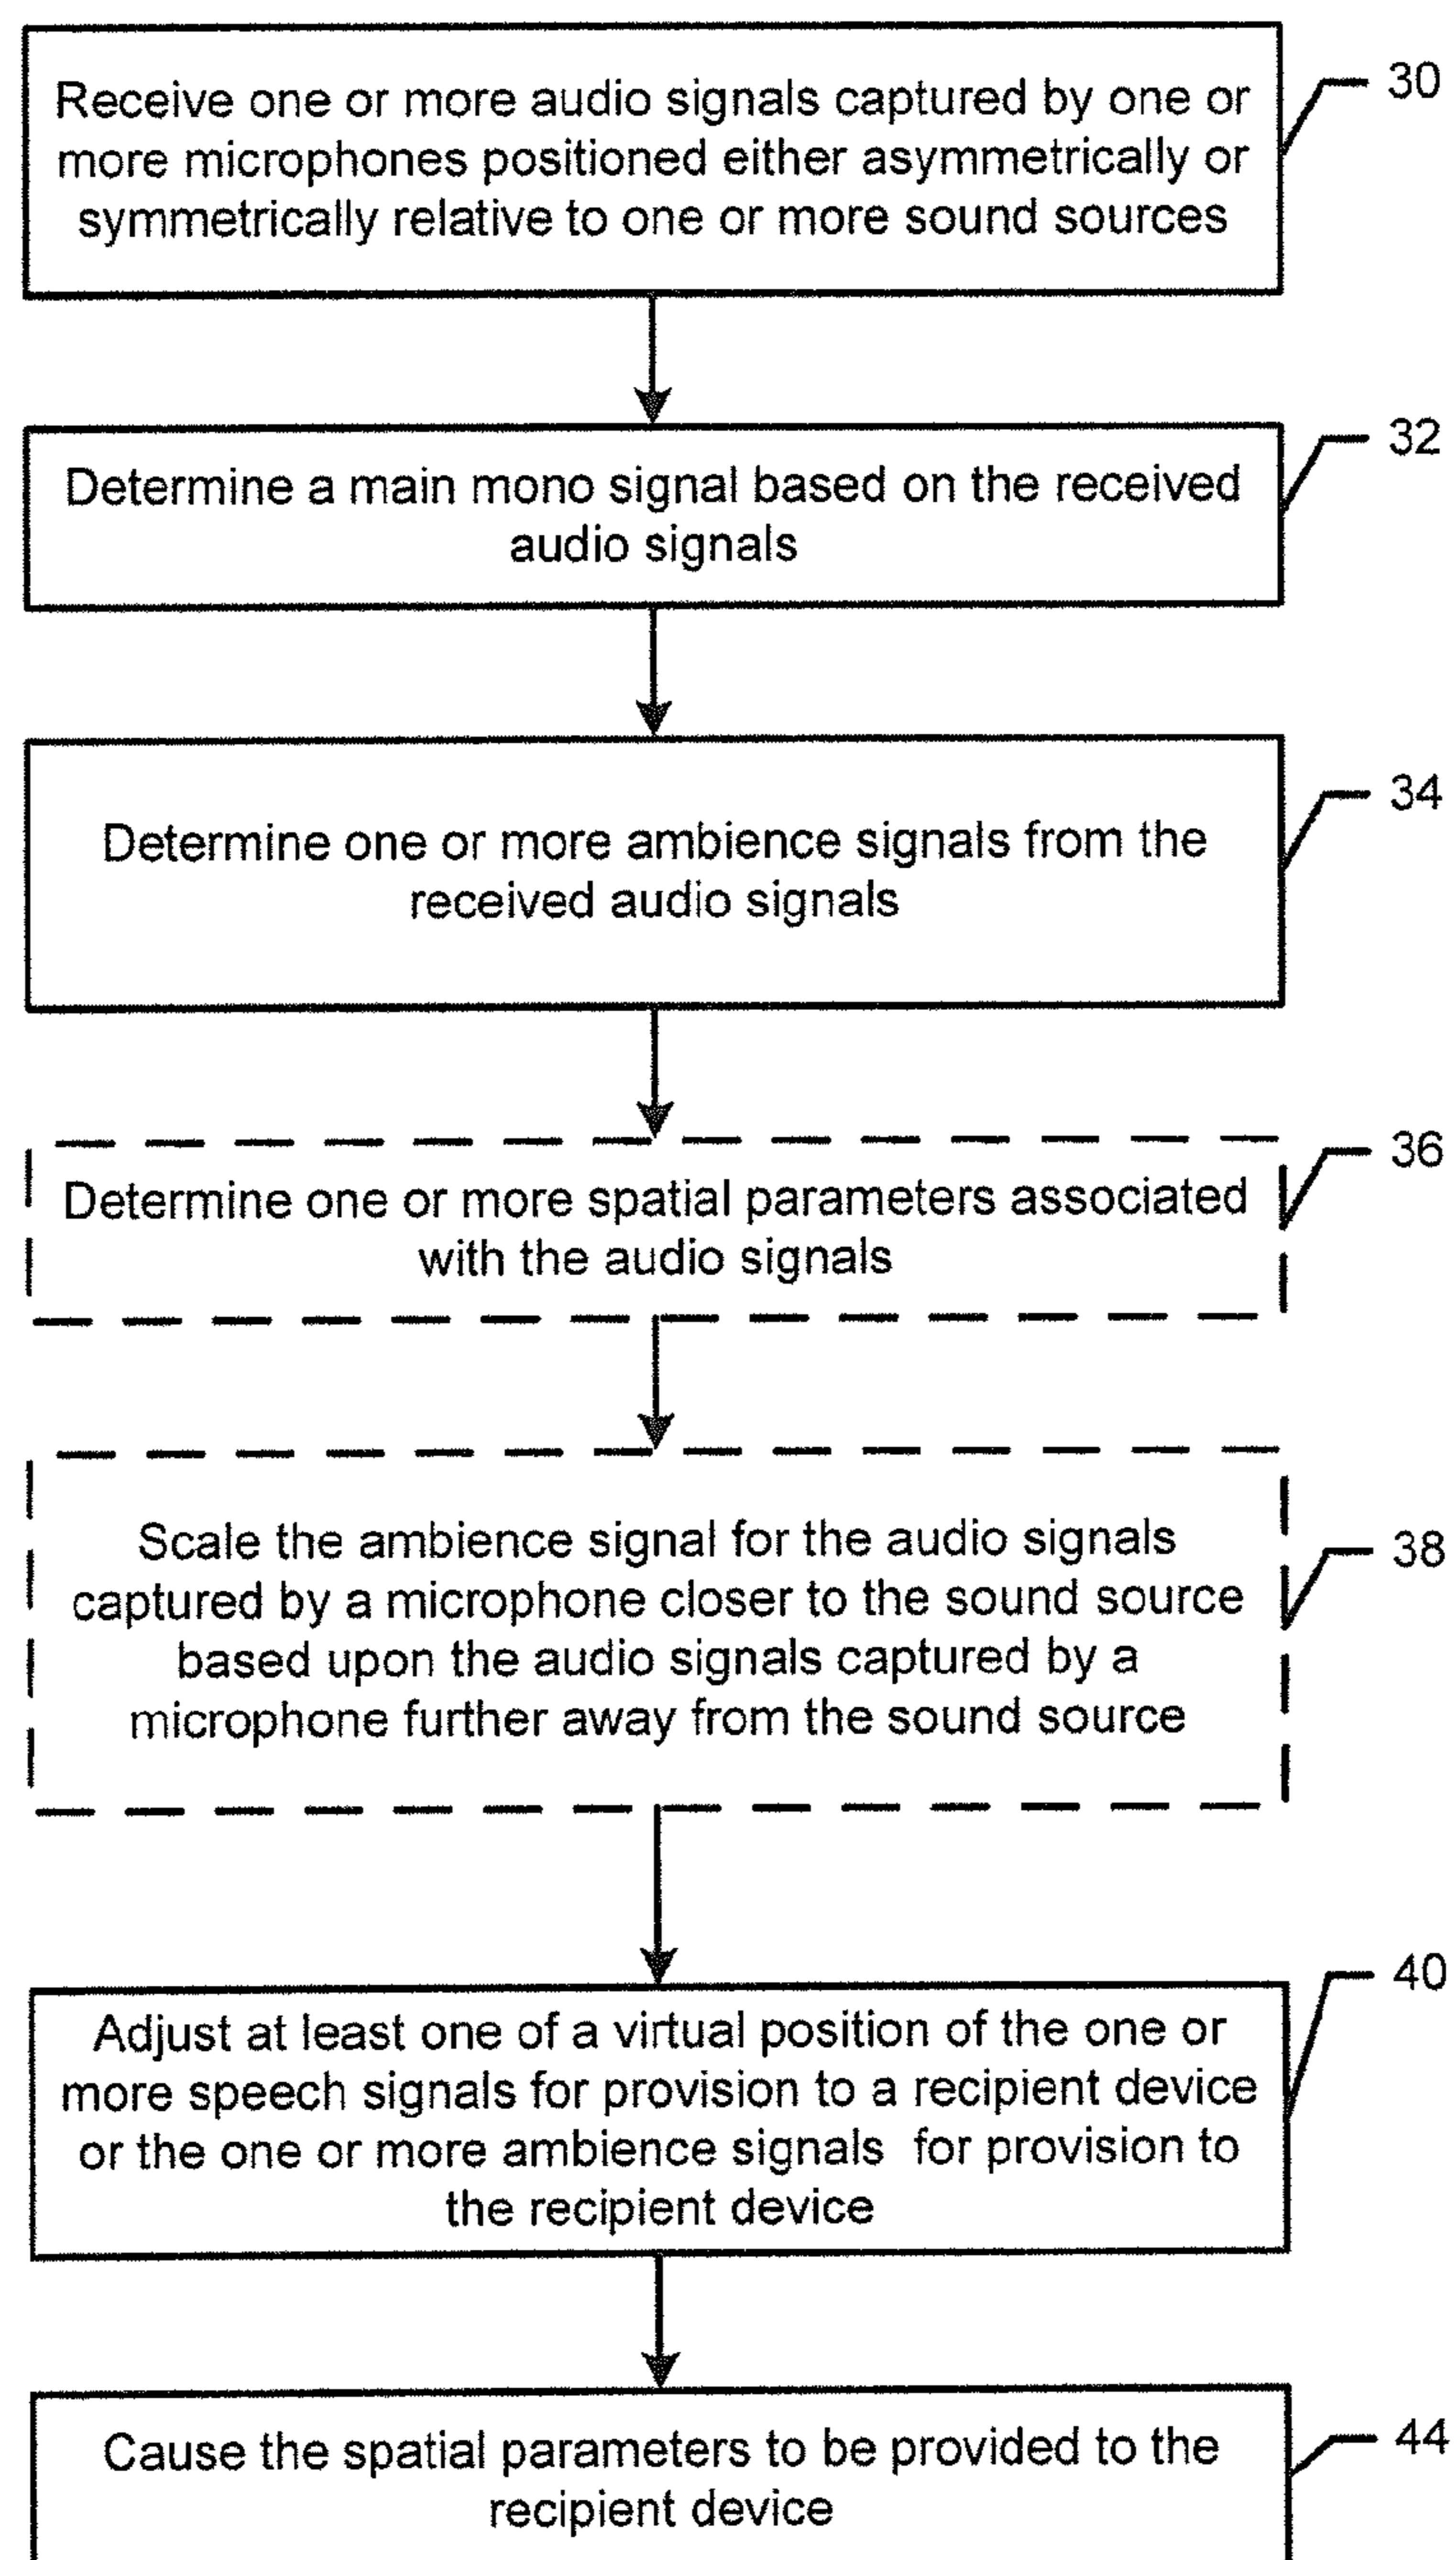 Receive one or more audio signals captured by one or
more microphones positioned either asymmetrically or
symmetrically relative to one or more sound sources
30
Determine a main mono signal based on the received
audio signals
32
Determine one or more ambience signals from the
received audio signals
34
Determine one or more spatial parameters associated
with the audio signals
36
Scale the ambience signal for the audio signals
captured by a microphone closer to the sound source
based upon the audio signals captured by a
microphone further away from the sound source
38
Adjust at least one of a virtual position of the one or
more speech signals for provision to a recipient device
or the one or more ambience signals for provision to
the recipient device
40
Cause the spatial parameters to be provided to the
recipient device
44